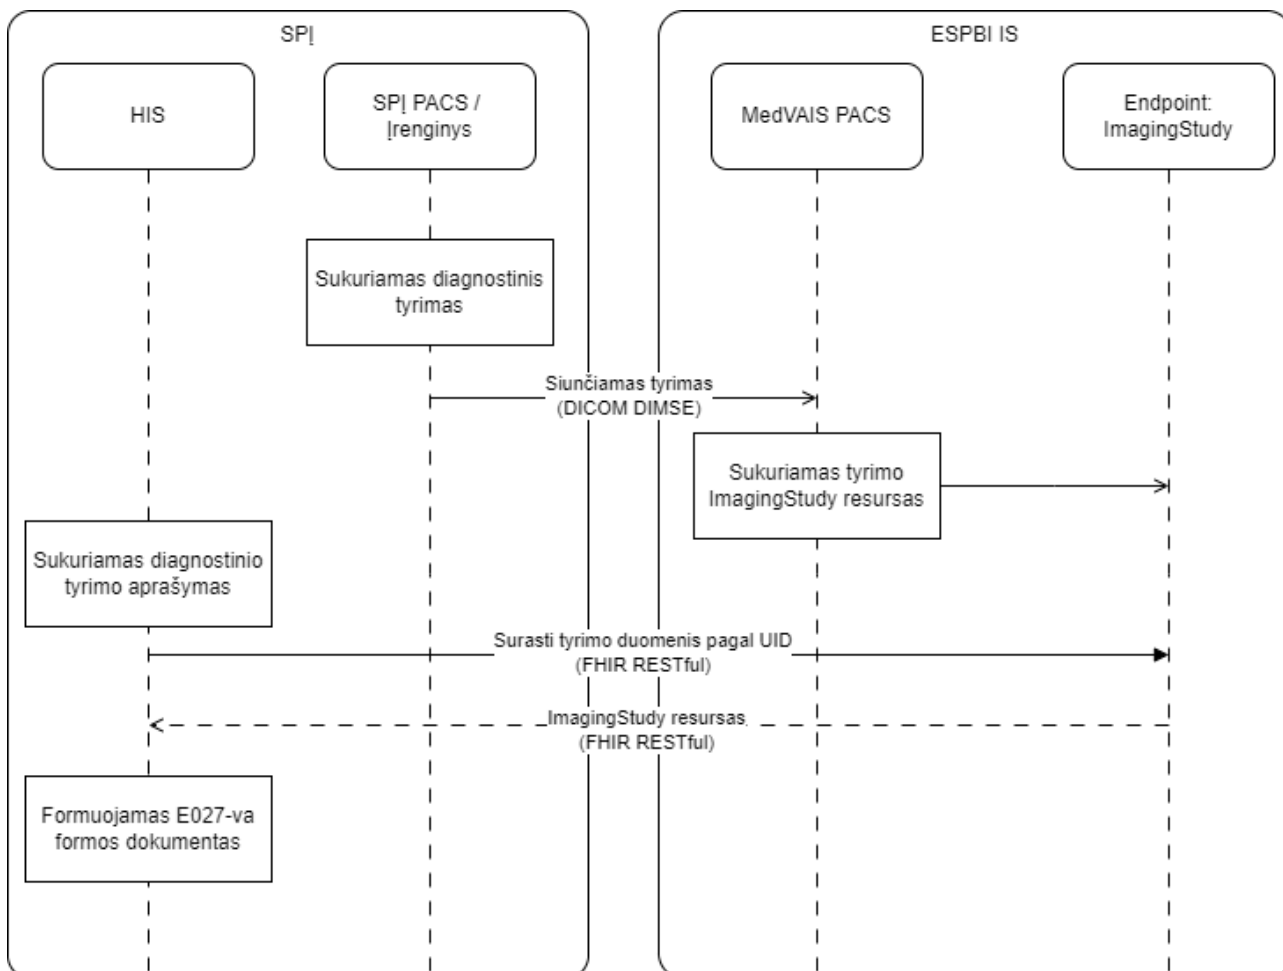 SPĮ
ESPBI IS
HIS
SPĮ PACS /
Įrenginys
MedVAIS PACS
Endpoint:
ImagingStudy
Sukuriamas diagnostinis
tyrimas
Siunčiamas tyrimas
(DICOM DIMSE)
Sukuriamas tyrimo
ImagingStudy resursas
Sukuriamas diagnostinio
tyrimo aprašymas
Surasti tyrimo duomenis pagal UID
(FHIR RESTful)
ImagingStudy resursas
(FHIR RESTful)
Formuojamas E027-va
formos dokumentas